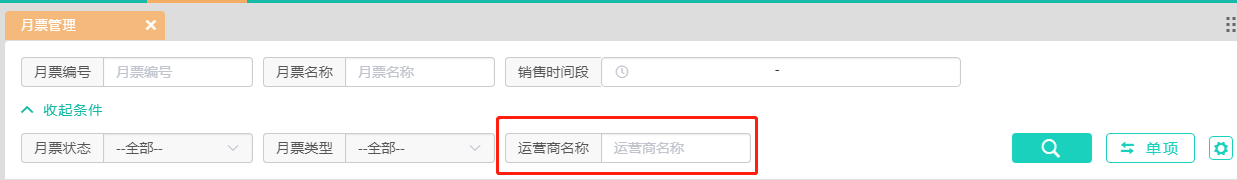 月票管理
月票编号 月票编号 月票名称 月票名称 销售时间段 -
收起条件
月票状态 --全部-- 月票类型 --全部-- 运营商名称 运营商名称 单项